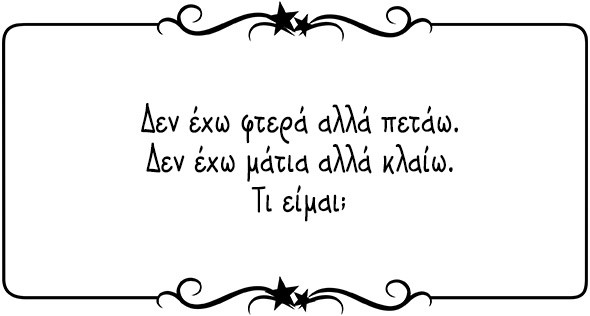 Δεν έχω φτερά αλλά πετάω.
Δεν έχω μάτια αλλά κλαίω.
Τι είμαι;